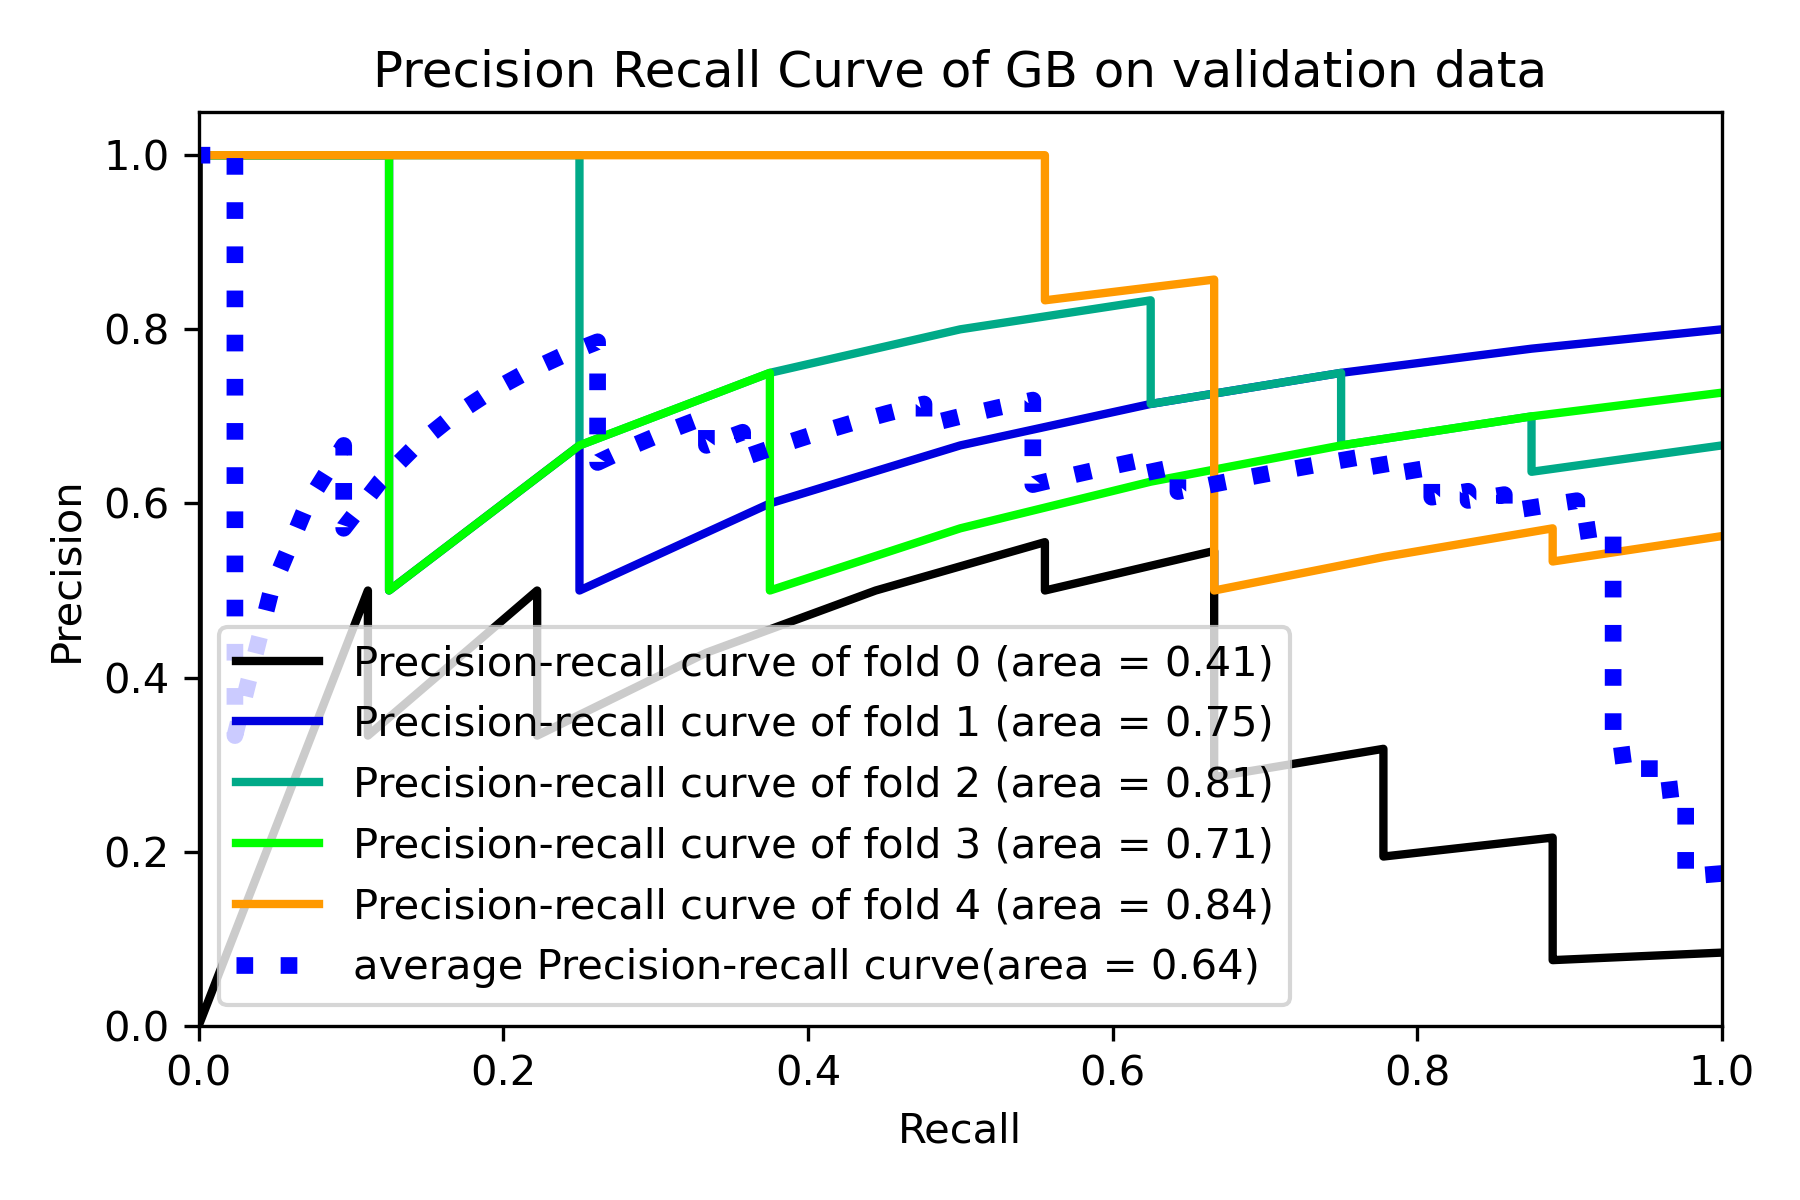 Precision Recall Curve of GB on validation data
1.0
0.8
0.6
0.4
0.2
0.0
Precision
Precision-recall curve of fold 0 (area = 0.41)
Precision-recall curve of fold 1 (area = 0.75)
Precision-recall curve of fold 2 (area = 0.81)
Precision-recall curve of fold 3 (area = 0.71)
Precision-recall curve of fold 4 (area = 0.84)
average Precision-recall curve(area = 0.64)
0.0 0.2 0.4 0.6 0.8 1.0
Recall